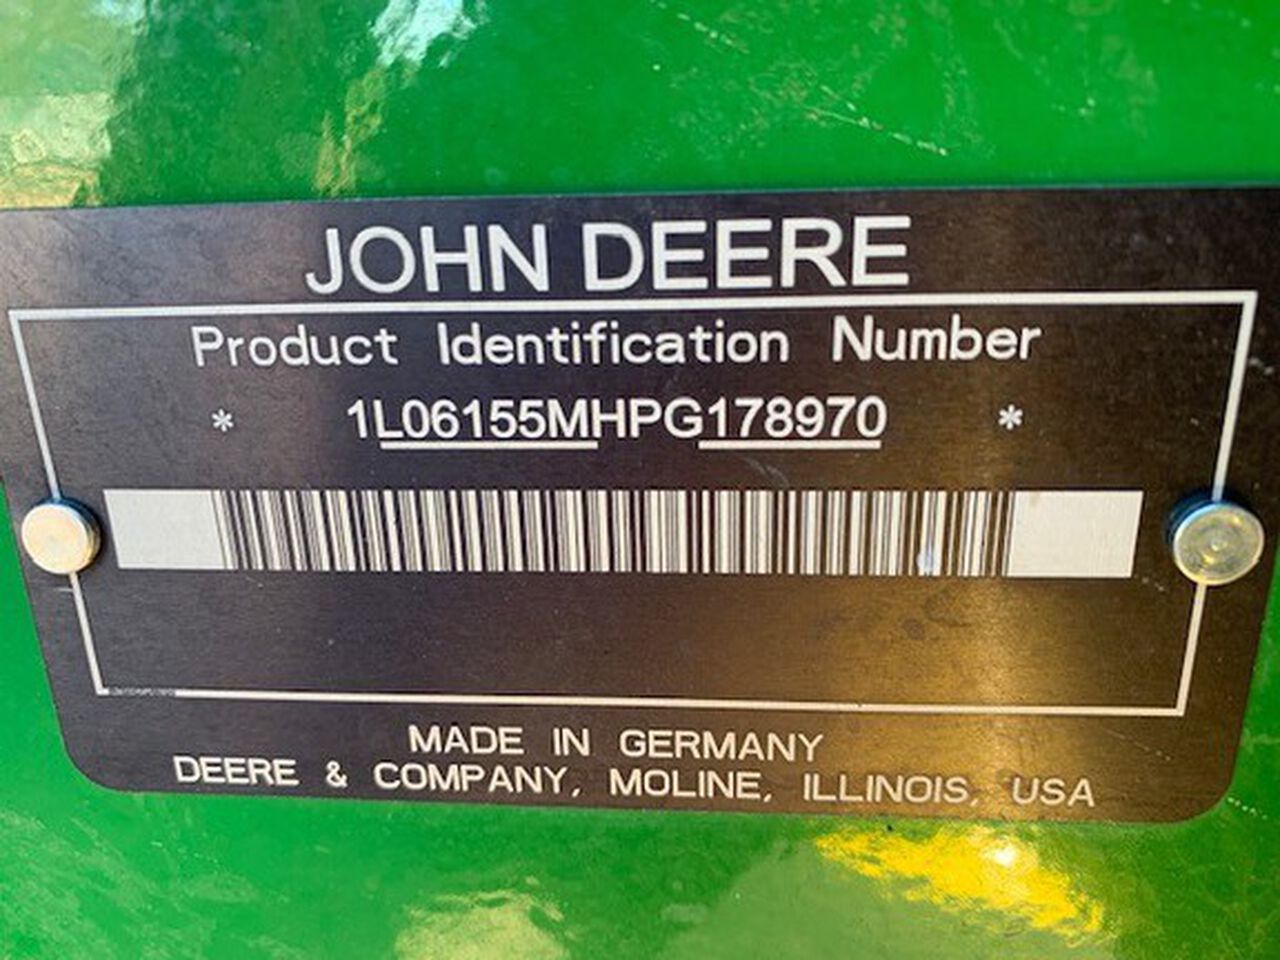 JOHN DEERE
Product Identification Number
* 1L06155MHPG178970 *
MADE IN GERMANY
DEERE & COMPANY, MOLINE, ILLINOIS, USA